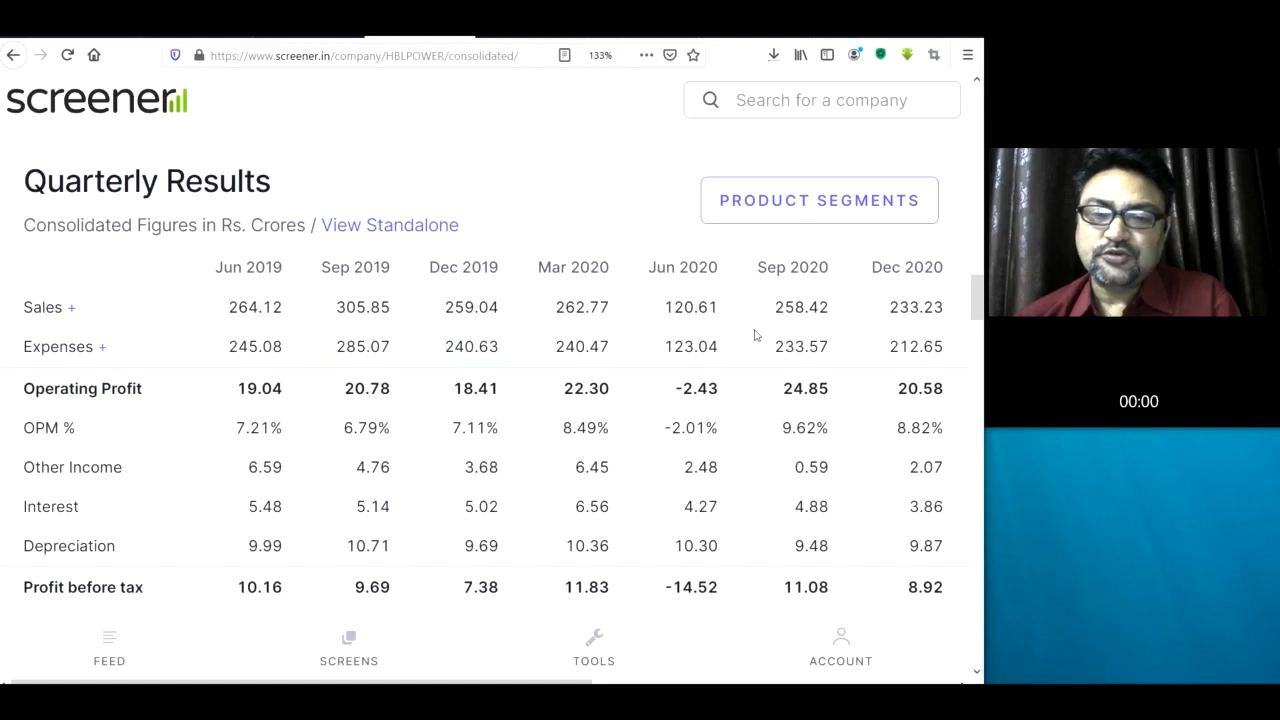 https://www.screener.in/company/HBLPOWER/consolidated/ 133%
screener
Search for a company
Quarterly Results
PRODUCT SEGMENTS
Consolidated Figures in Rs. Crores / View Standalone
Jun 2019 Sep 2019 Dec 2019 Mar 2020 Jun 2020 Sep 2020 Dec 2020
Sales + 264.12 305.85 259.04 262.77 120.61 258.42 233.23
Expenses + 245.08 285.07 240.63 240.47 123.04 233.57 212.65
Operating Profit 19.04 20.78 18.41 22.30 -2.43 24.85 20.58
OPM % 7.21% 6.79% 7.11% 8.49% -2.01% 9.62% 8.82%
Other Income 6.59 4.76 3.68 6.45 2.48 0.59 2.07
Interest 5.48 5.14 5.02 6.56 4.27 4.88 3.86
Depreciation 9.99 10.71 9.69 10.36 10.30 9.48 9.87
Profit before tax 10.16 9.69 7.38 11.83 -14.52 11.08 8.92
FEED SCREENS TOOLS ACCOUNT
00:00